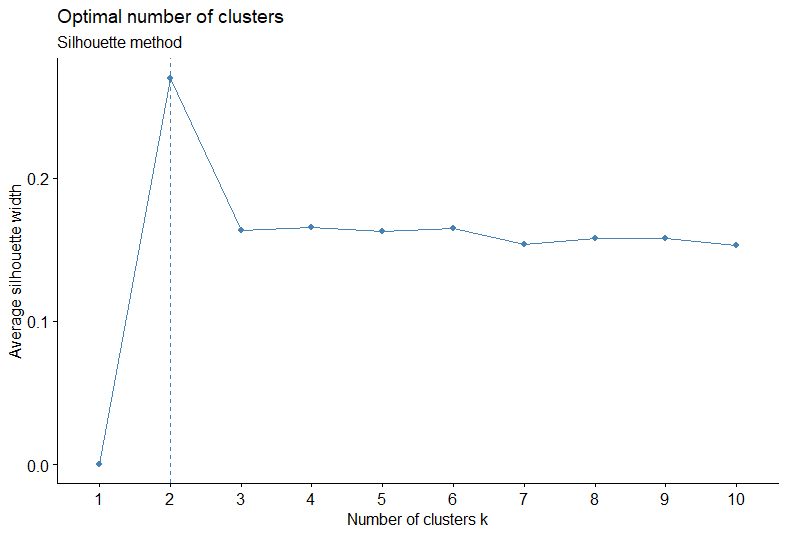 Optimal number of clusters
Silhouette method
Average silhouette width
0.2
0.1
0.0
1 2 3 4 5 6 7 8 9 10
Number of clusters k